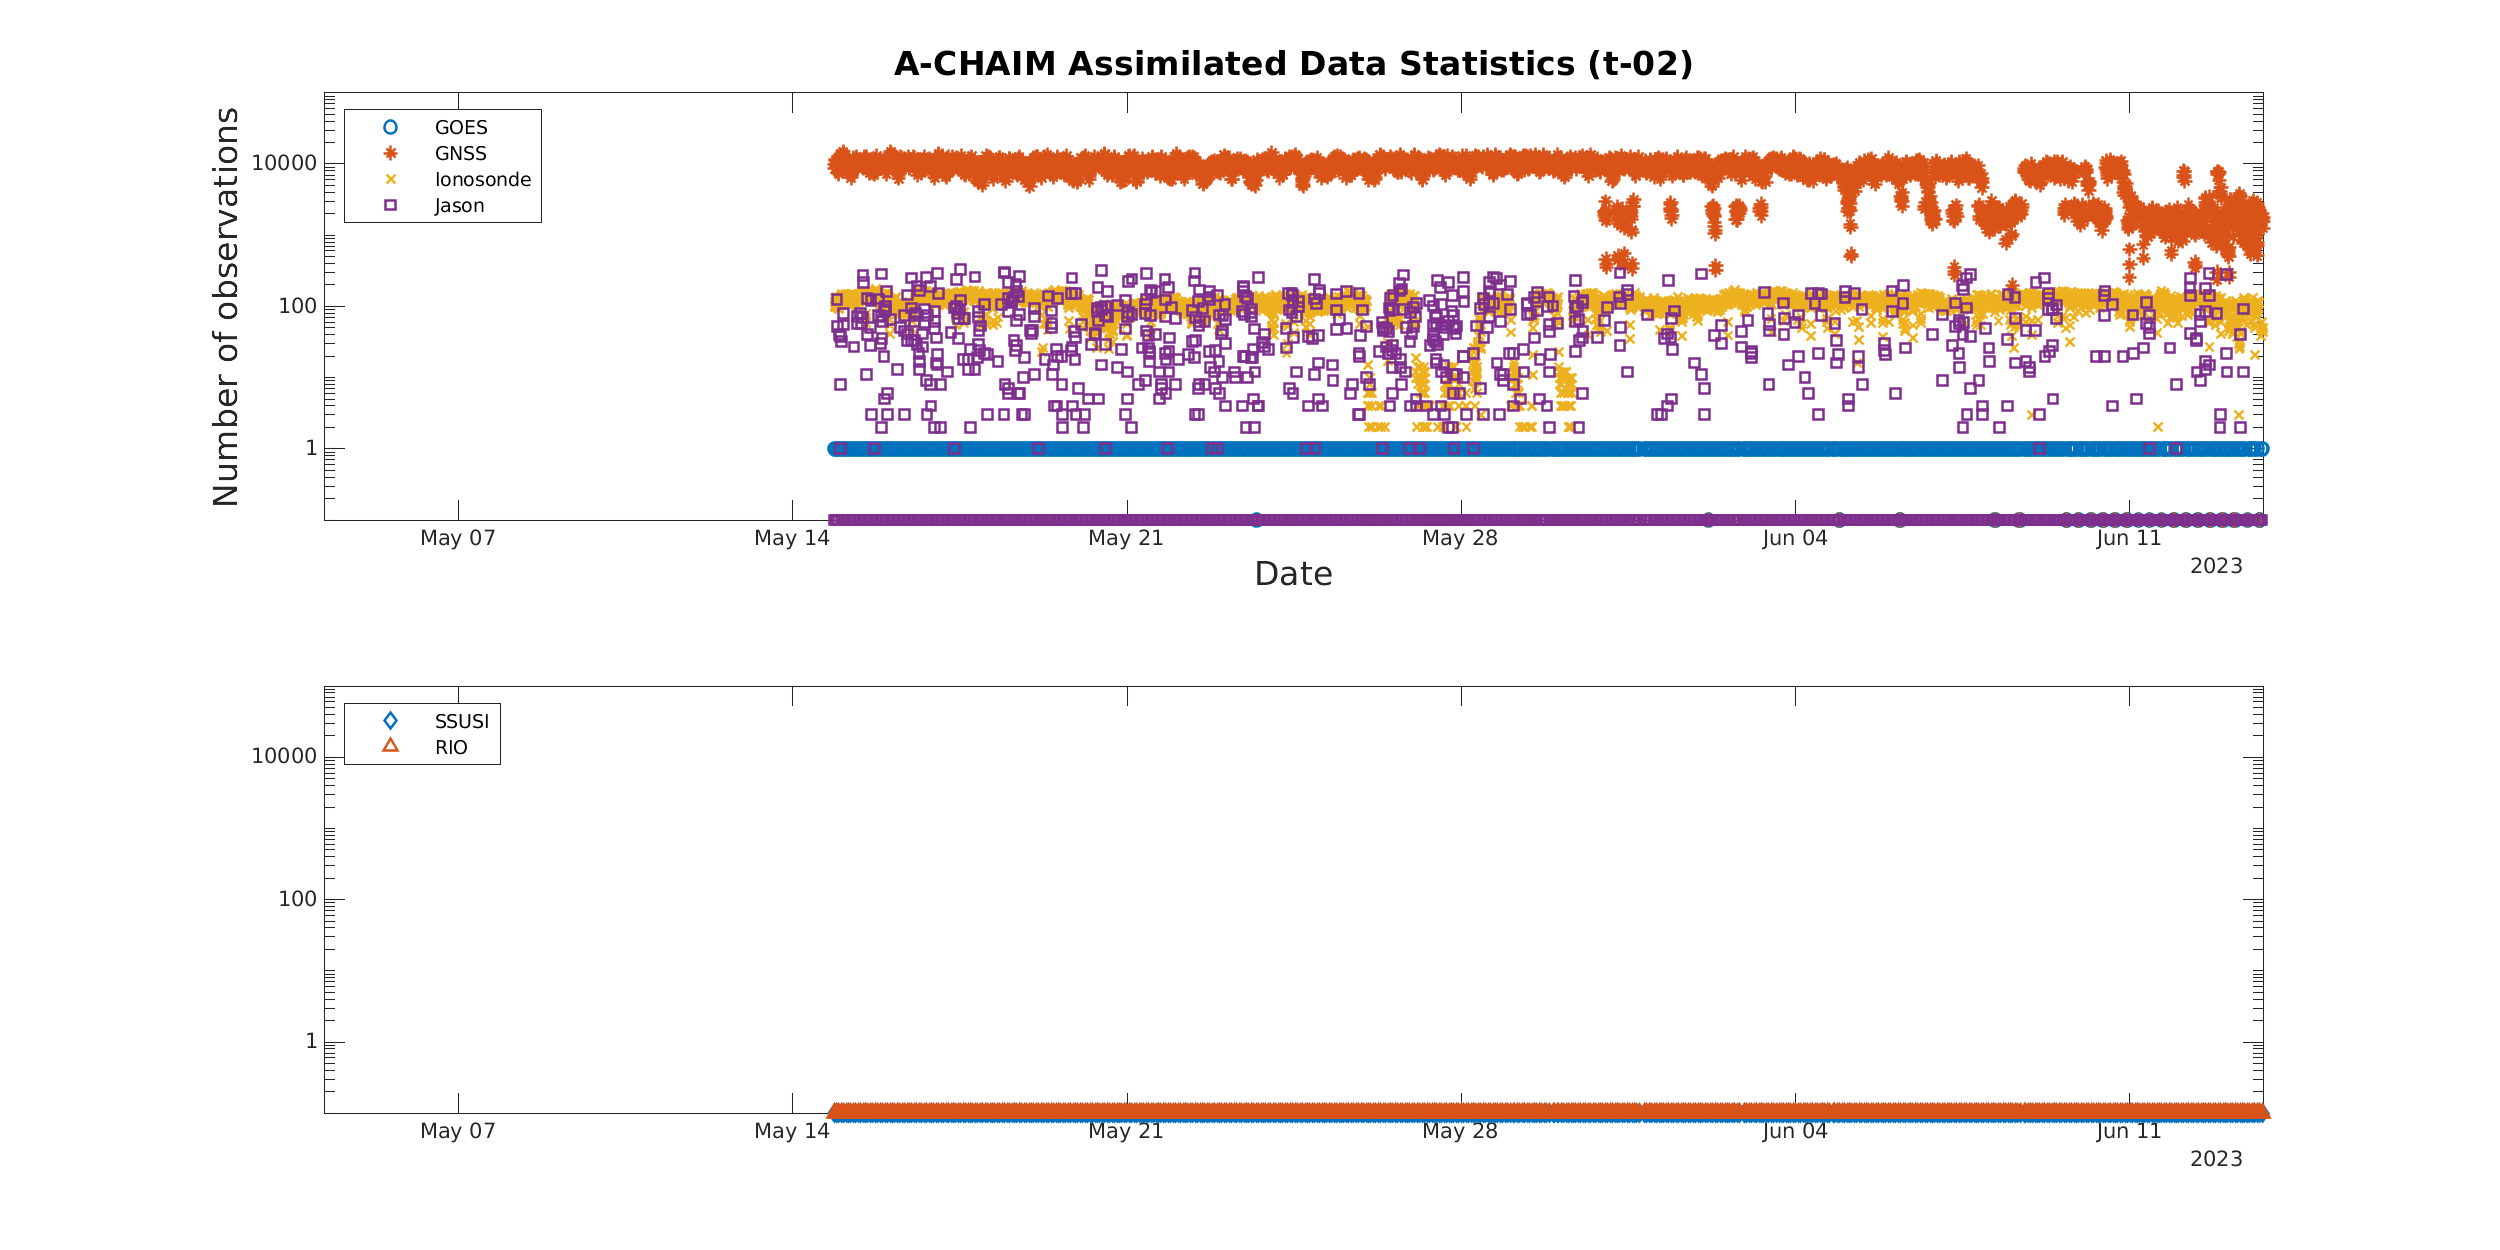 A-CHAIM Assimilated Data Statistics (t-02)
Number of observations
10000
100
1
GOES
GNSS
Ionosonde
Jason
May 07
May 14
May 21
May 28
Jun 04
Jun 11
2023
Date
10000
100
1
SSUSI
RIO
May 07
May 14
May 21
May 28
Jun 04
Jun 11
2023